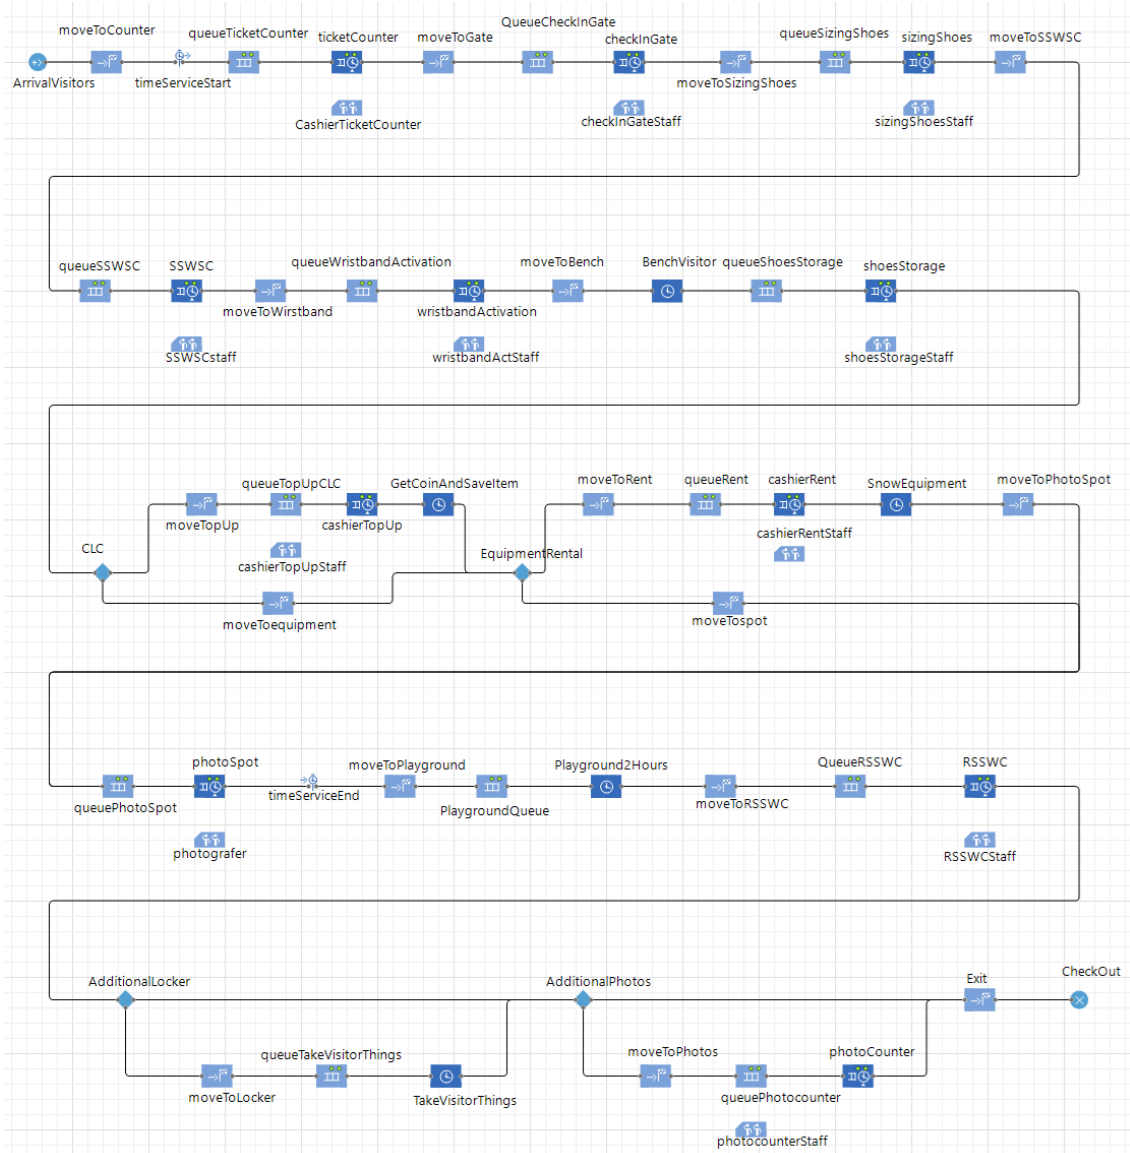 QueueCheckInGate
moveToCounter
queueTicketCounter
ticketCounter
moveToGate
checkInGate
queueSizingShoes
sizingShoes
moveToSSWSC
ArrivalVisitors
timeServiceStart
moveToSizingShoes
CashierTicketCounter
checkInGateStaff
sizingShoesStaff
queueSSWSC
SSWSC
queueWristbandActivation
moveToBench
BenchVisitor
queueShoesStorage
shoesStorage
moveToWirstband
wristbandActivation
SSWSCstaff
wristbandActStaff
shoesStorageStaff
queueTopUpCLC
GetCoinAndSaveItem
moveToRent
queueRent
cashierRent
SnowEquipment
moveToPhotoSpot
moveTopUp
cashierTopUp
cashierRentStaff
CLC
EquipmentRental
cashierTopUpStaff
moveToequipment
moveTospot
photoSpot
moveToPlayground
Playground2Hours
QueueRSSWC
RSSWC
timeServiceEnd
queuePhotoSpot
PlaygroundQueue
moveToRSSWC
photografer
RSSWCStaff
AdditionalLocker
AdditionalPhotos
Exit
CheckOut
queueTakeVisitorThings
moveToPhotos
photoCounter
moveToLocker
TakeVisitorThings
queuePhotocounter
photocounterStaff